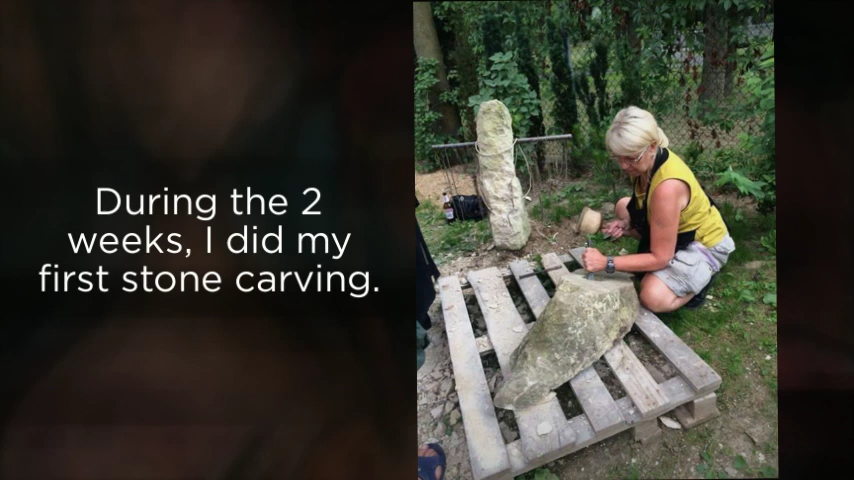 During the 2
weeks, I did my
first stone carving.